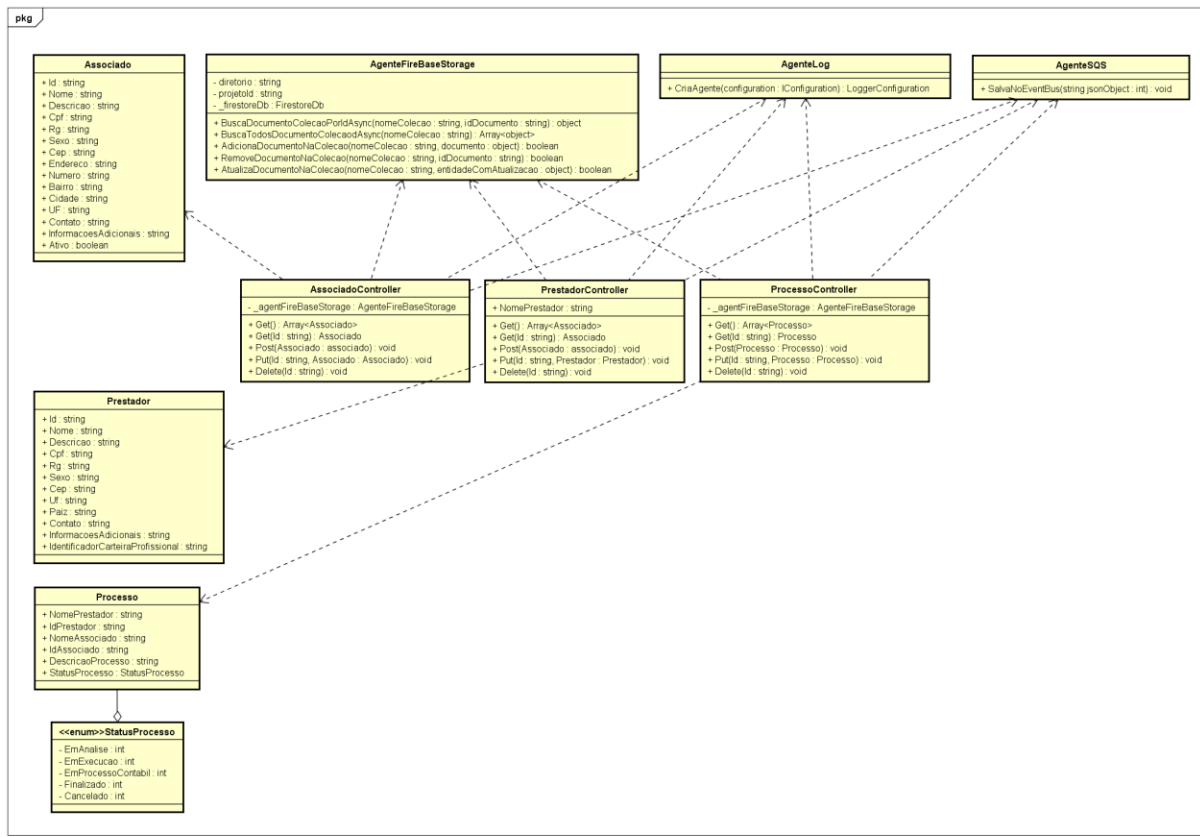 pkg
Associado
+ Id : string
+ Nome : string
+ Descricao : string
+ Cpf : string
+ Rg : string
+ Sexo : string
+ Cep : string
+ Endereco : string
+ Numero : string
+ Bairro : string
+ Cidade : string
+ UF : string
+ Contato : string
+ InformacoesAdicionais : string
+ Ativo : boolean
AgenteFireBaseStorage
- diretorio : string
- projetoId : string
- _firestoreDb : FirestoreDb
+ BuscaDocumentoColecaoPorIdAsync(nomeColecao : string, idDocumento : string) : object
+ BuscaTodosDocumentoColecaodAsync(nomeColecao : string) : Array<object>
+ AdicionaDocumentoNaColecao(nomeColecao : string, documento : object) : boolean
+ RemoveDocumentoNaColecao(nomeColecao : string, idDocumento : string) : boolean
+ AtualizaDocumentoNaColecao(nomeColecao : string, entidadeComAtualizacao : object) : boolean
AgenteLog
+ CriaAgente(configuration : IConfiguration) : LoggerConfiguration
AgenteSQS
+ SalvaNoEventBus(string jsonObject : int) : void
AssociadoController
- _agentFireBaseStorage : AgenteFireBaseStorage
+ Get() : Array<Associado>
+ Get(Id : string) : Associado
+ Post(Associado : associado) : void
+ Put(Id : string, Associado : Associado) : void
+ Delete(Id : string) : void
PrestadorController
+ NomePrestador : string
+ Get() : Array<Associado>
+ Get(Id : string) : Associado
+ Post(Associado : associado) : void
+ Put(Id : string, Prestador : Prestador) : void
+ Delete(Id : string) : void
ProcessoController
- _agentFireBaseStorage : AgenteFireBaseStorage
+ Get() : Array<Processo>
+ Get(Id : string) : Processo
+ Post(Processo : Processo) : void
+ Put(Id : string, Processo : Processo) : void
+ Delete(Id : string) : void
Prestador
+ Id : string
+ Nome : string
+ Descricao : string
+ Cpf : string
+ Rg : string
+ Sexo : string
+ Cep : string
+ Uf : string
+ Paiz : string
+ Contato : string
+ InformacoesAdicionais : string
+ IdentificadorCarteiraProfissional : string
Processo
+ NomePrestador : string
+ IdPrestador : string
+ NomeAssociado : string
+ IdAssociado : string
+ DescricaoProcesso : string
+ StatusProcesso : StatusProcesso
<<enum>>StatusProcesso
- EmAnalise : int
- EmExecucao : int
- EmProcessoContabil : int
- Finalizado : int
- Cancelado : int